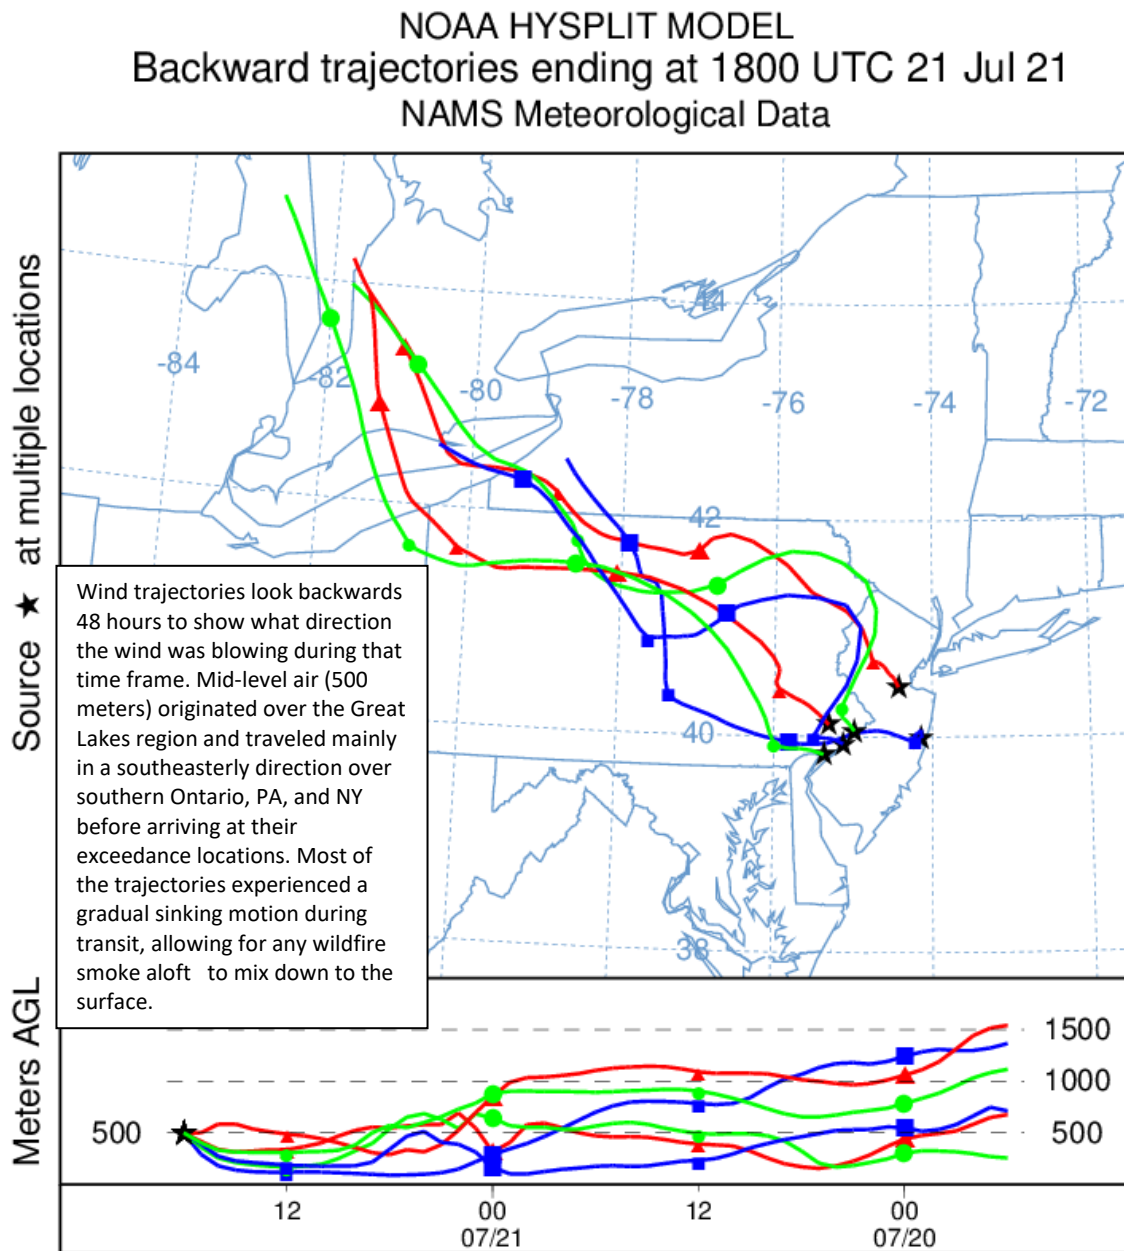 NOAA HYSPLIT MODEL
Backward trajectories ending at 1800 UTC 21 Jul 21
NAMS Meteorological Data
Source ★ at multiple locations
44
-84
-82
-80
-78
-76
-74
-72
42
40
38
Wind trajectories look backwards
48 hours to show what direction
the wind was blowing during that
time frame. Mid-level air (500
meters) originated over the Great
Lakes region and traveled mainly
in a southeasterly direction over
southern Ontario, PA, and NY
before arriving at their
exceedance locations. Most of
the trajectories experienced a
gradual sinking motion during
transit, allowing for any wildfire
smoke aloft   to mix down to the
surface.
Meters AGL
1500
1000
500
500
12
00
12
00
07/21
07/20